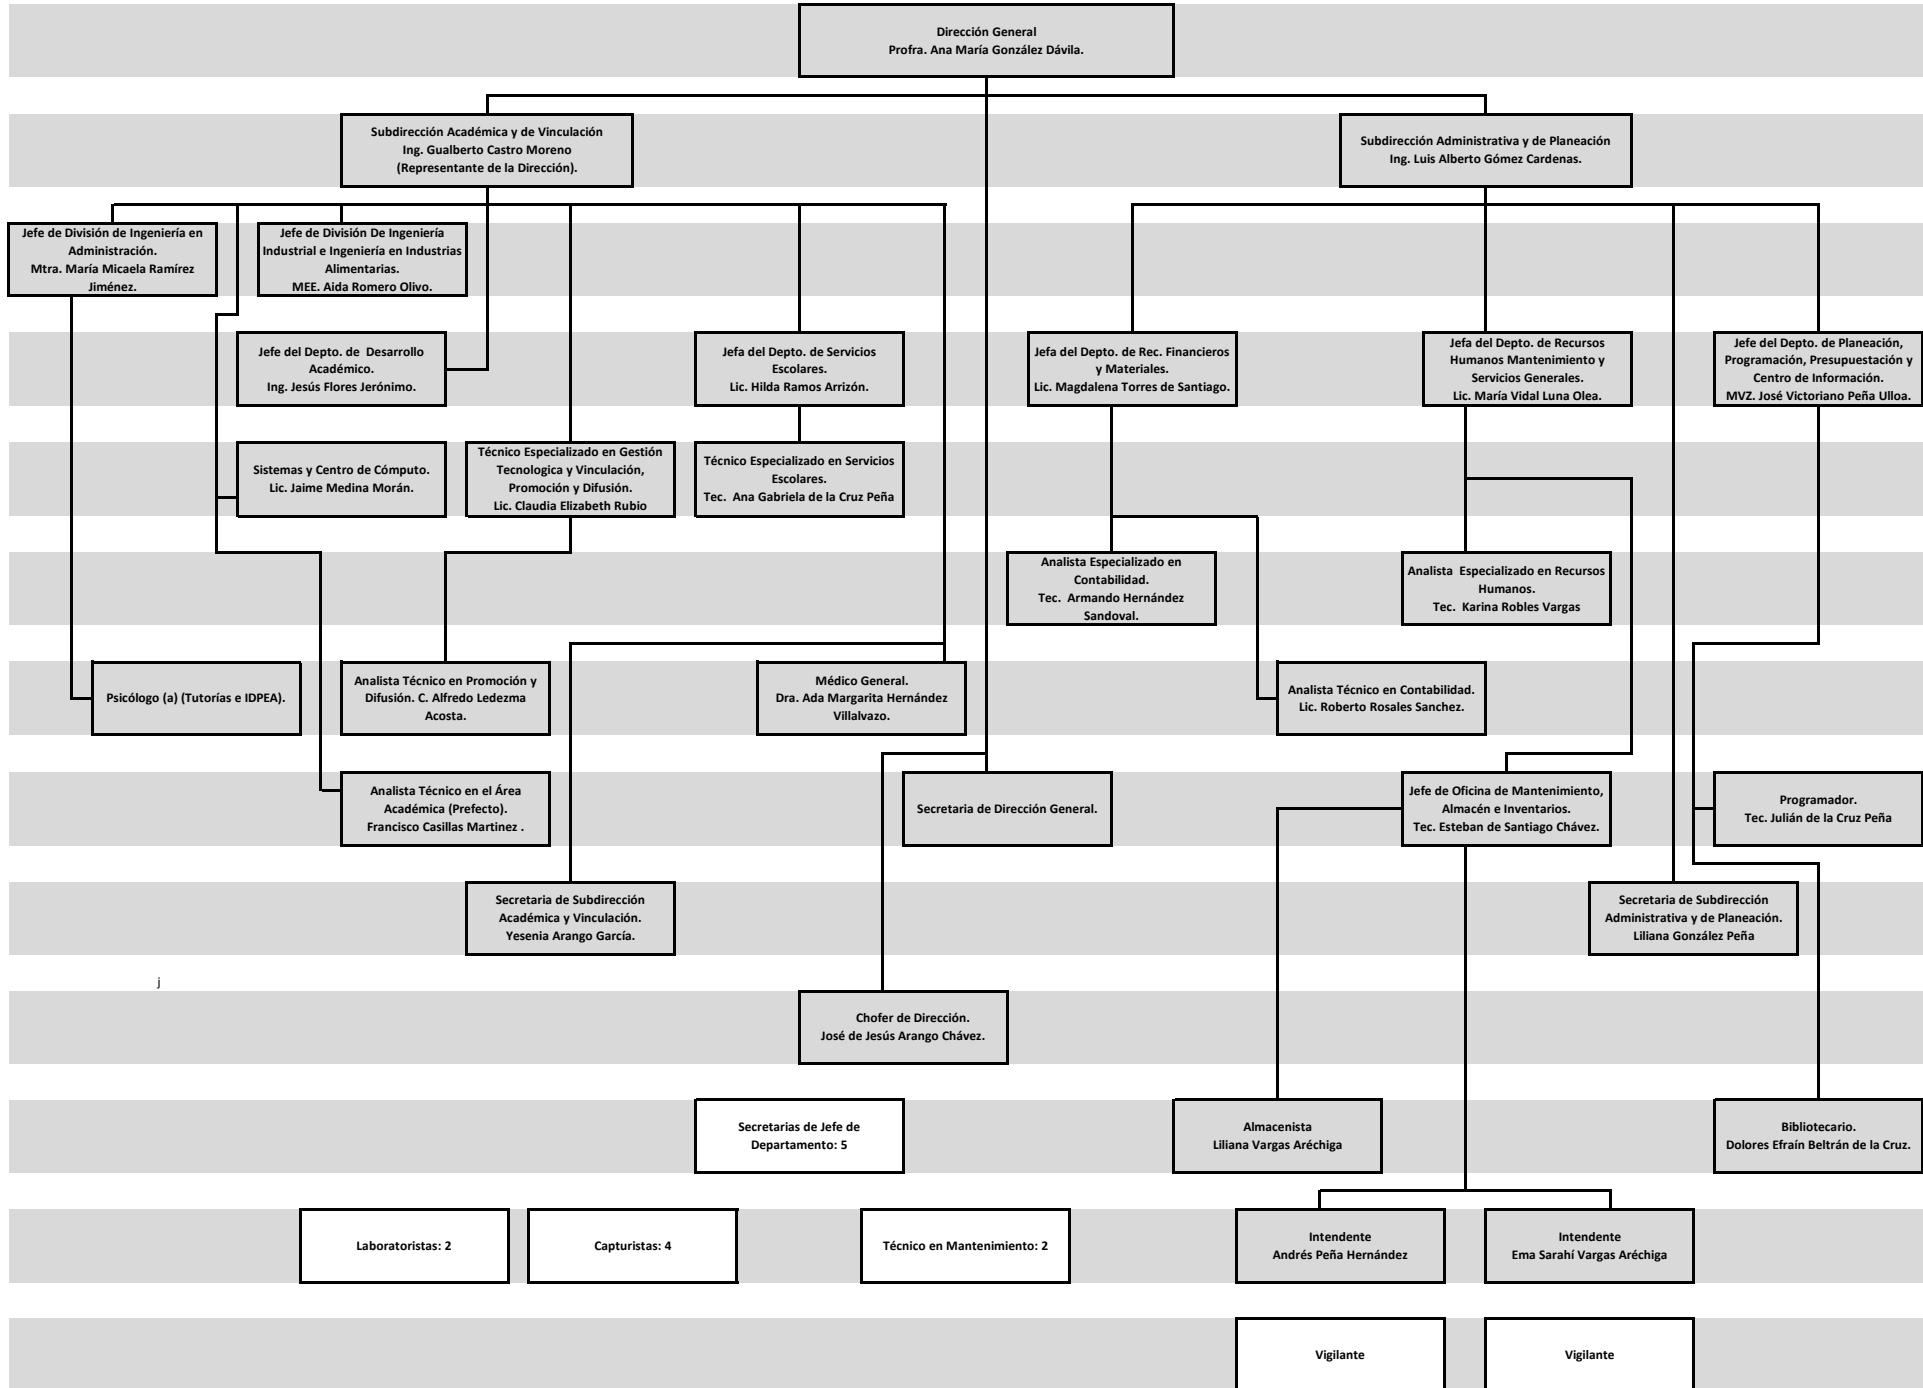 Dirección General
Profra. Ana María González Dávila.
Subdirección Académica y de Vinculación
Ing. Gualberto Castro Moreno
(Representante de la Dirección).
Subdirección Administrativa y de Planeación
Ing. Luis Alberto Gómez Cardenas.
Jefe de División de Ingeniería en
Administración.
Mtra. María Micaela Ramírez
Jiménez.
Jefe de División De Ingeniería
Industrial e Ingeniería en Industrias
Alimentarias.
MEE. Aida Romero Olivo.
Jefe del Depto. de  Desarrollo
Académico.
Ing. Jesús Flores Jerónimo.
Jefa del Depto. de Servicios
Escolares.
Lic. Hilda Ramos Arrizón.
Jefa del Depto. de Rec. Financieros
y Materiales.
Lic. Magdalena Torres de Santiago.
Jefa del Depto. de Recursos
Humanos Mantenimiento y
Servicios Generales.
Lic. María Vidal Luna Olea.
Jefe del Depto. de Planeación,
Programación, Presupuestación y
Centro de Información.
MVZ. José Victoriano Peña Ulloa.
Sistemas y Centro de Cómputo.
Lic. Jaime Medina Morán.
Técnico Especializado en Gestión
Tecnologica y Vinculación,
Promoción y Difusión.
Lic. Claudia Elizabeth Rubio
Técnico Especializado en Servicios
Escolares.
Tec.  Ana Gabriela de la Cruz Peña
Analista Especializado en
Contabilidad.
Tec.  Armando Hernández
Sandoval.
Analista  Especializado en Recursos
Humanos.
Tec.  Karina Robles Vargas
Psicólogo (a) (Tutorías e IDPEA).
Analista Técnico en Promoción y
Difusión. C. Alfredo Ledezma
Acosta.
Médico General.
Dra. Ada Margarita Hernández
Villalvazo.
Analista Técnico en Contabilidad.
Lic. Roberto Rosales Sanchez.
Analista Técnico en el Área
Académica (Prefecto).
Francisco Casillas Martinez .
Secretaria de Dirección General.
Jefe de Oficina de Mantenimiento,
Almacén e Inventarios.
Tec. Esteban de Santiago Chávez.
Programador.
Tec. Julián de la Cruz Peña
Secretaria de Subdirección
Académica y Vinculación.
Yesenia Arango García.
Secretaria de Subdirección
Administrativa y de Planeación.
Liliana González Peña
j
Chofer de Dirección.
José de Jesús Arango Chávez.
Secretarias de Jefe de
Departamento: 5
Almacenista
Liliana Vargas Aréchiga
Bibliotecario.
Dolores Efraín Beltrán de la Cruz.
Laboratoristas: 2
Capturistas: 4
Técnico en Mantenimiento: 2
Intendente
Andrés Peña Hernández
Intendente
Ema Sarahí Vargas Aréchiga
Vigilante
Vigilante